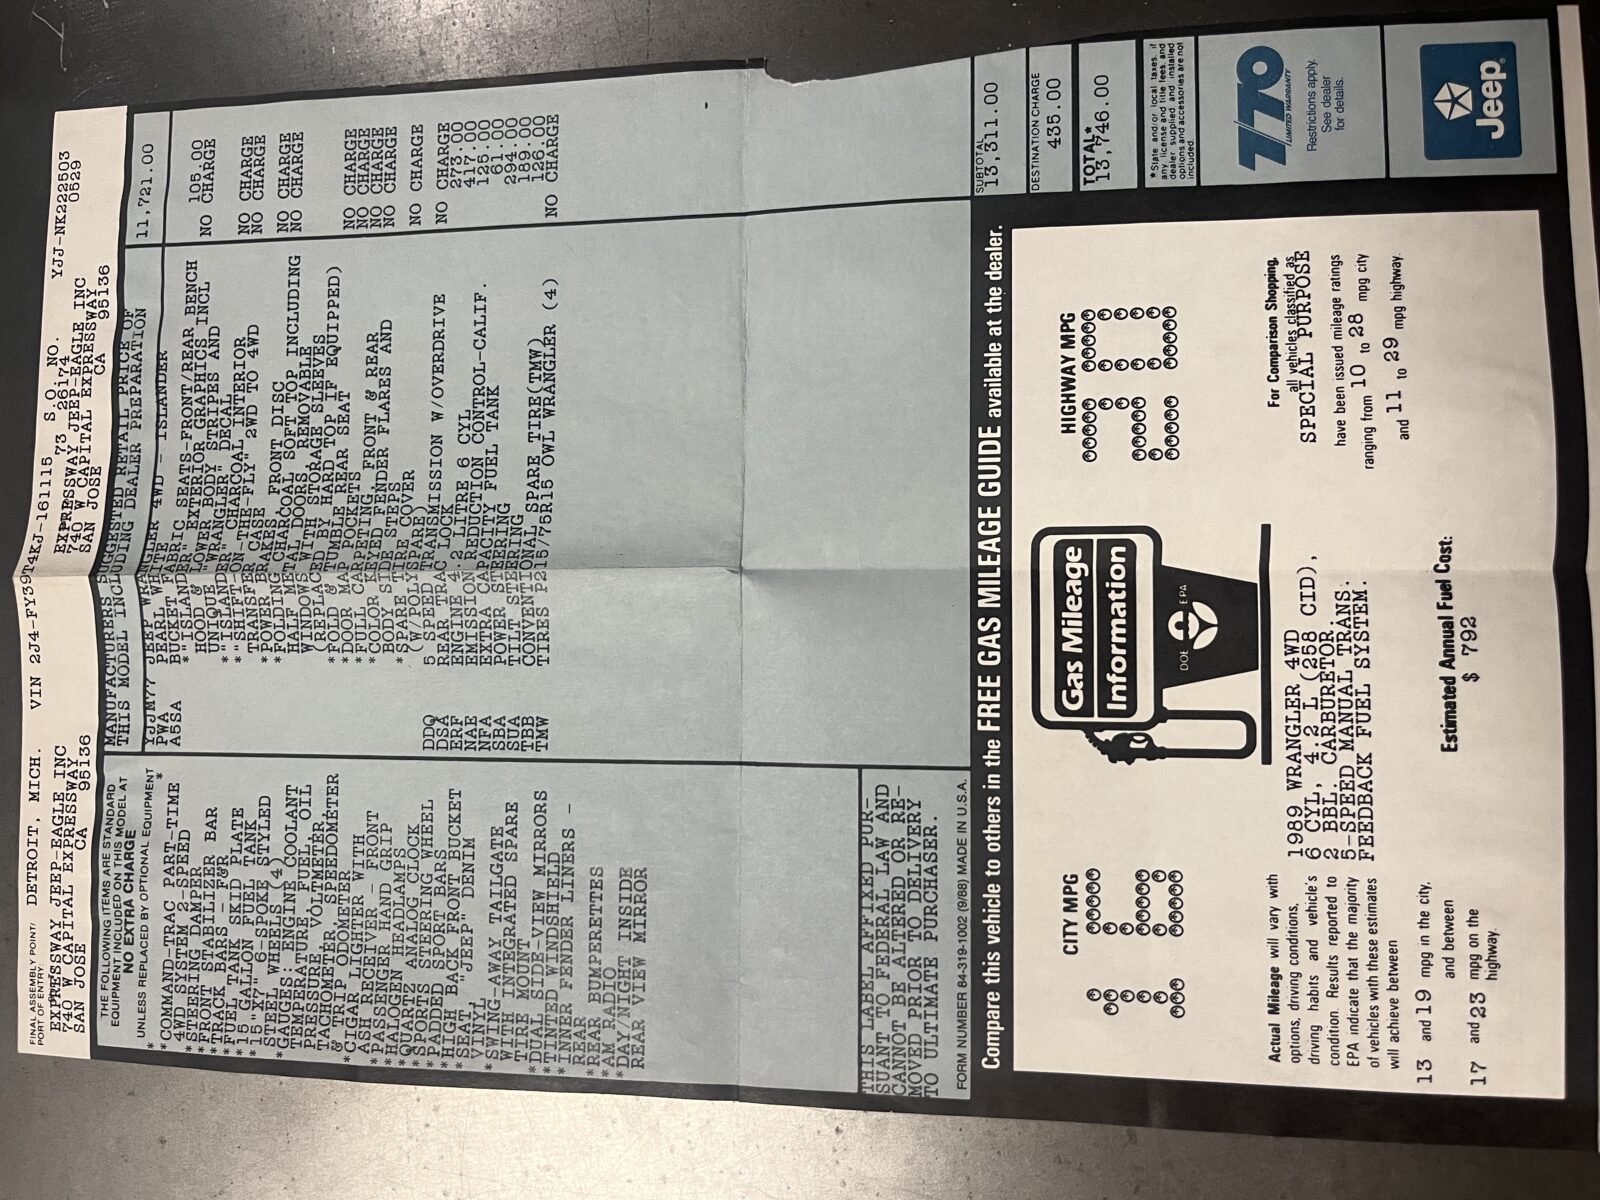 FINAL ASSEMBLY POINT/
PORT OF ENTRY: DETROIT, MICH. VIN 2J4-FY39T4KJ-161115 S.O. NO. YJJ-NK22503
73 26174 0529
EXPRESSWAY JEEP-EAGLE INC
740 W CAPITAL EXPRESSWAY
SAN JOSE CA 95136
EXPRESSWAY JEEP-EAGLE INC
740 W CAPITAL EXPRESSWAY
SAN JOSE CA 95136
THE FOLLOWING ITEMS ARE STANDARD
EQUIPMENT INCLUDED ON THIS MODEL AT
NO EXTRA CHARGE
UNLESS REPLACED BY OPTIONAL EQUIPMENT
*COMMAND-TRAC PART-TIME
4WD SYSTEM 2-SPEED
*STEERING DAMPER
*FRONT STABILIZER BAR
*TRACK BARS - F&R
*FUEL TANK SKID PLATE
*15 GALLON FUEL TANK
*15"X7" 6-SPOKE STYLED
STEEL WHEELS (4)
*GAUGES: ENGINE COOLANT
TEMPERATURE, FUEL, OIL
PRESSURE, VOLTMETER,
TACHOMETER, SPEEDOMETER
& TRIP ODOMETER
*CIGAR LIGHTER WITH
ASH RECEIVER - FRONT
*PASSENGER HAND GRIP
*HALOGEN HEADLAMPS
*QUARTZ ANALOG CLOCK
*SPORTS STEERING WHEEL
*PADDED SPORT BARS
*HIGH BACK FRONT BUCKET
SEAT - "JEEP" DENIM
VINYL
*SWING-AWAY TAILGATE
WITH INTEGRATED SPARE
TIRE MOUNT
*DUAL SIDE-VIEW MIRRORS
*TINTED WINDSHIELD
*INNER FENDER LINERS -
REAR
*REAR BUMPERETTES
*AM RADIO
*DAY/NIGHT INSIDE
REAR VIEW MIRROR
THIS LABEL AFFIXED PUR-
SUANT TO FEDERAL LAW AND
CANNOT BE ALTERED OR RE-
MOVED PRIOR TO DELIVERY
TO ULTIMATE PURCHASER.
FORM NUMBER 84-319-1002 (9/88) MADE IN U.S.A.
MANUFACTURERS SUGGESTED RETAIL PRICE OF
THIS MODEL INCLUDING DEALER PREPARATION
YJJM77 JEEP WRANGLER 4WD - ISLANDER
PWA PEARL WHITE
A5SA BUCKET FABRIC SEATS-FRONT/REAR BENCH
*"ISLANDER" EXTERIOR GRAPHICS INCL
HOOD & LOWER BODY STRIPES AND
*UNIQUE "WRANGLER" DECAL
*"ISLANDER" CHARCOAL INTERIOR
*"SHIFT-ON-THE-FLY" 2WD TO 4WD
TRANSFER CASE
*POWER BRAKES, FRONT DISC
*FOLDING CHARCOAL SOFT TOP INCLUDING
HALF METAL DOORS, REMOVABLE
WINDOWS WITH STORAGE SLEEVES
(REPLACED BY HARD TOP IF EQUIPPED)
*FOLD & TUMBLE REAR SEAT
*DOOR MAP POCKETS
*FULL CARPETING, FRONT & REAR
*COLOR KEYED FENDER FLARES AND
BODY SIDE STEPS
*SPARE TIRE COVER
(W/POLYSPARE)
DDQ 5 SPEED TRANSMISSION W/OVERDRIVE
DSA REAR TRAC LOCK
ERF ENGINE 4.2 LITRE 6 CYL
NAE EMISSION REDUCTION CONTROL-CALIF.
NFA EXTRA CAPACITY FUEL TANK
SBA POWER STEERING
SUA TILT STEERING
TBB CONVENTIONAL SPARE TIRE(TMW)
TMW TIRES P215/75R15 OWL WRANGLER (4)
11,721.00
105.00
NO CHARGE
NO CHARGE
NO CHARGE
NO CHARGE
NO CHARGE
NO CHARGE
NO CHARGE
NO CHARGE
NO CHARGE
NO CHARGE
NO CHARGE
273.00
417.00
125.00
61.00
294.00
189.00
126.00
NO CHARGE
SUBTOTAL
13,311.00
DESTINATION CHARGE
435.00
TOTAL*
13,746.00
*State and/or local taxes, if
any, license and title fees, and
dealer supplied and installed
options and accessories are not
included.
7/70
LIMITED WARRANTY
Restrictions apply.
See dealer
for details.
Jeep
Compare this vehicle to others in the FREE GAS MILEAGE GUIDE available at the dealer.
CITY MPG
16
Gas Mileage
Information
DOE EPA
HIGHWAY MPG
20
Actual Mileage will vary with
options, driving conditions,
driving habits and vehicle's
condition. Results reported to
EPA indicate that the majority
of vehicles with these estimates
will achieve between
13 and 19 mpg in the city,
and between
17 and 23 mpg on the
highway.
1989 WRANGLER 4WD
6 CYL, 4.2 L (258 CID),
2 BBL. CARBURETOR.
5-SPEED MANUAL TRANS.
FEEDBACK FUEL SYSTEM.
Estimated Annual Fuel Cost:
$ 792
For Comparison Shopping,
all vehicles classified as
SPECIAL PURPOSE
have been issued mileage ratings
ranging from 10 to 28 mpg city
and 11 to 29 mpg highway.